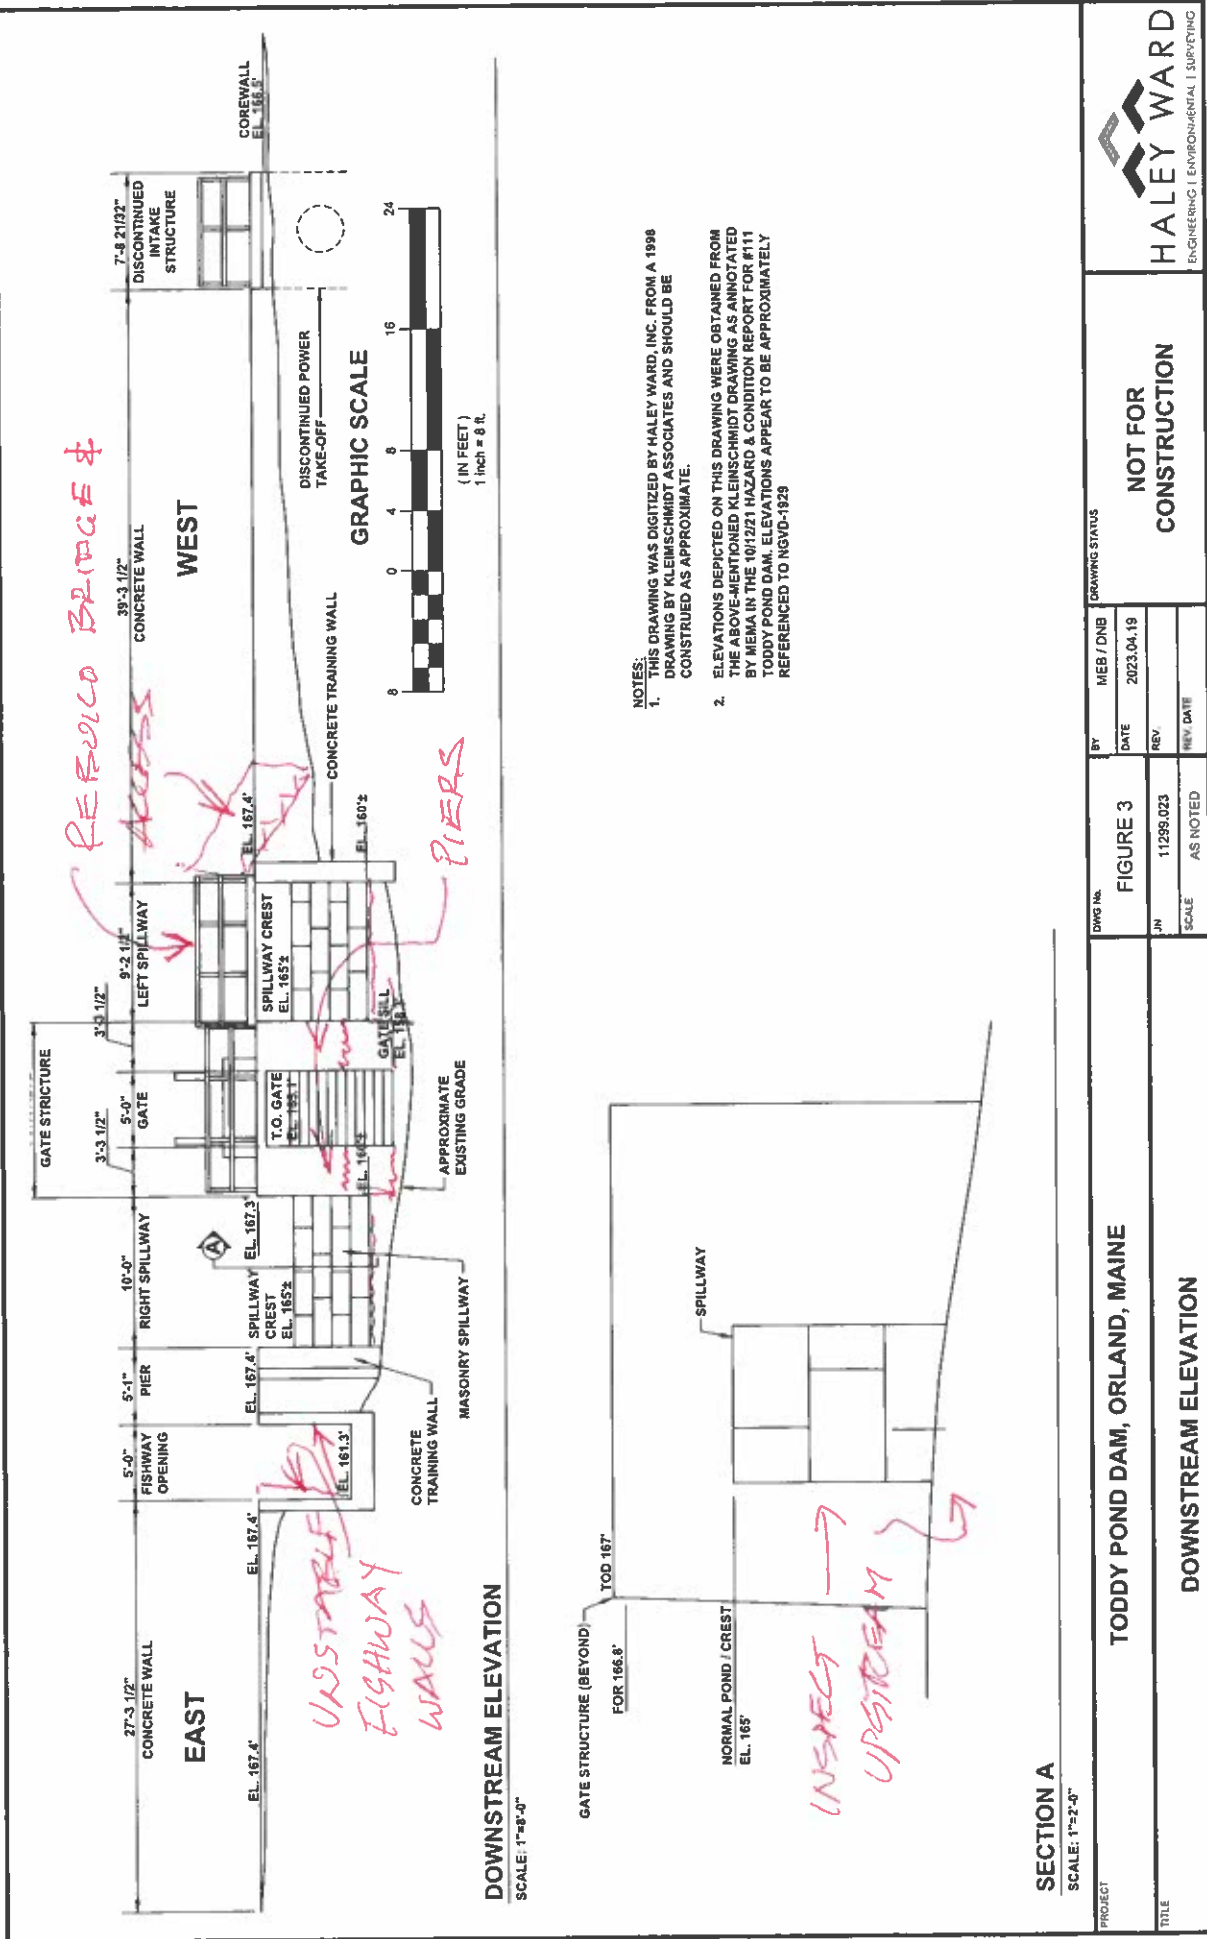 GATE STRICTURE
27'-3 1/2"
CONCRETE WALL
5'-0"
FISHWAY
OPENING
5'-1"
PIER
10'-0"
RIGHT SPILLWAY
3'-3 1/2"
5'-0"
GATE
3'-3 1/2"
9'-2 1/2"
LEFT SPILLWAY
39'-3 1/2"
CONCRETE WALL
7'-8 21/32"
DISCONTINUED
INTAKE
STRUCTURE
REBUILD BRIDGE &
ACCESS
EAST
WEST
COREWALL
EL. 166.5'
EL. 167.4'
EL. 167.4'
EL. 167.4'
SPILLWAY
CREST
EL. 165'±
EL. 167.3'
A
T.O. GATE
EL. 165.1'
SPILLWAY CREST
EL. 165'±
EL. 167.4'
EL. 161.3'
EL. 160'±
GATE SILL
EL. 158.
EL. 160'±
UNSTABLE
FISHWAY
WALLS
CONCRETE
TRAINING WALL
MASONRY SPILLWAY
APPROXIMATE
EXISTING GRADE
PIERS
CONCRETE TRAINING WALL
DISCONTINUED POWER
TAKE-OFF
GRAPHIC SCALE
8 0 4 8 16 24
( IN FEET )
1 inch = 8 ft.
DOWNSTREAM ELEVATION
SCALE: 1"=8'-0"
GATE STRUCTURE (BEYOND)
TOD 167'
FOR 166.8'
NORMAL POND / CREST
EL. 165'
SPILLWAY
INSPECT
UPSTREAM
SECTION A
SCALE: 1"=2'-0"
NOTES:
1. THIS DRAWING WAS DIGITIZED BY HALEY WARD, INC. FROM A 1998
DRAWING BY KLEIMSCHMIDT ASSOCIATES AND SHOULD BE
CONSTRUED AS APPROXIMATE.
2. ELEVATIONS DEPICTED ON THIS DRAWING WERE OBTAINED FROM
THE ABOVE-MENTIONED KLEINSCHMIDT DRAWING AS ANNOTATED
BY MEMA IN THE 10/12/21 HAZARD & CONDITION REPORT FOR #111
TODDY POND DAM. ELEVATIONS APPEAR TO BE APPROXIMATELY
REFERENCED TO NGVD-1929
PROJECT
TODDY POND DAM, ORLAND, MAINE
TITLE
DOWNSTREAM ELEVATION
DWG No.
FIGURE 3
JN
11299.023
SCALE
AS NOTED
BY
MEB / DNB
DATE
2023.04.19
REV.
REV. DATE
DRAWING STATUS
NOT FOR
CONSTRUCTION
HALEY WARD
ENGINEERING | ENVIRONMENTAL | SURVEYING